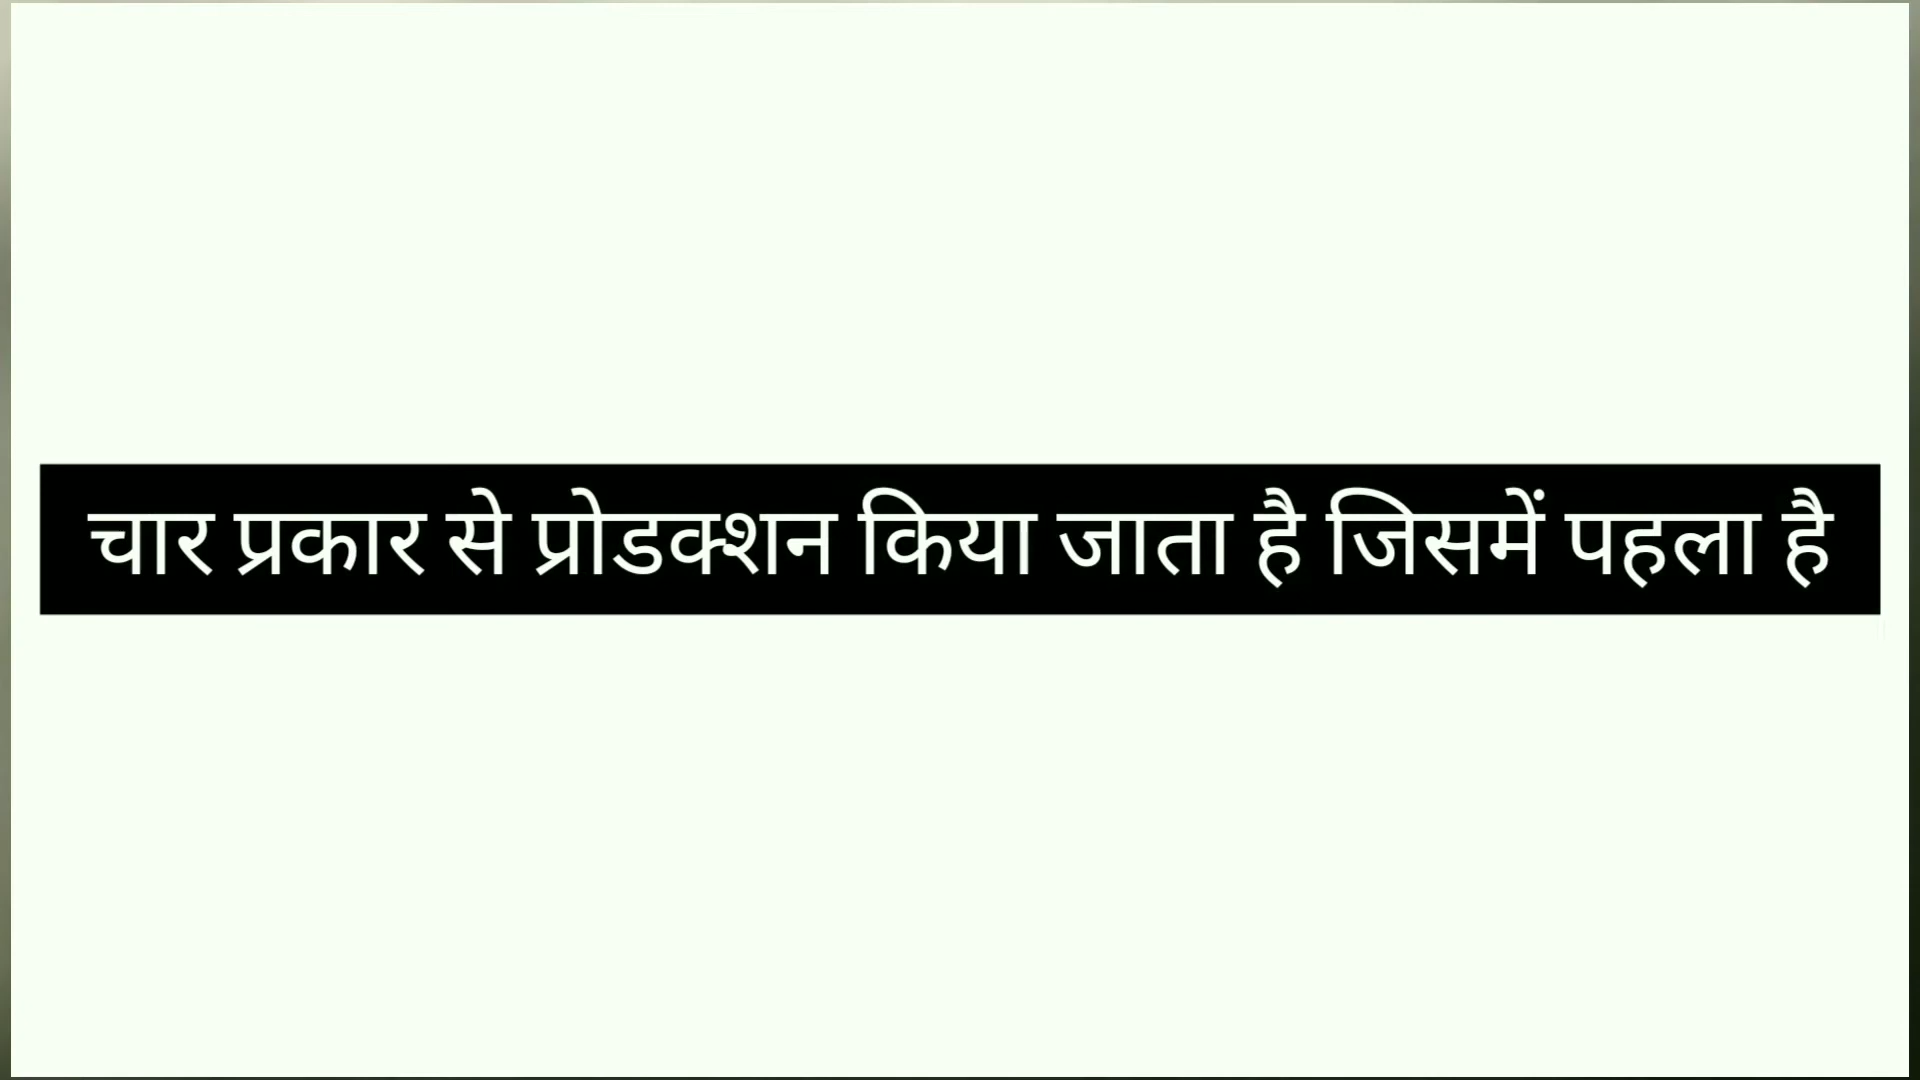 चार प्रकार से प्रोडक्शन किया जाता है जिसमें पहला है